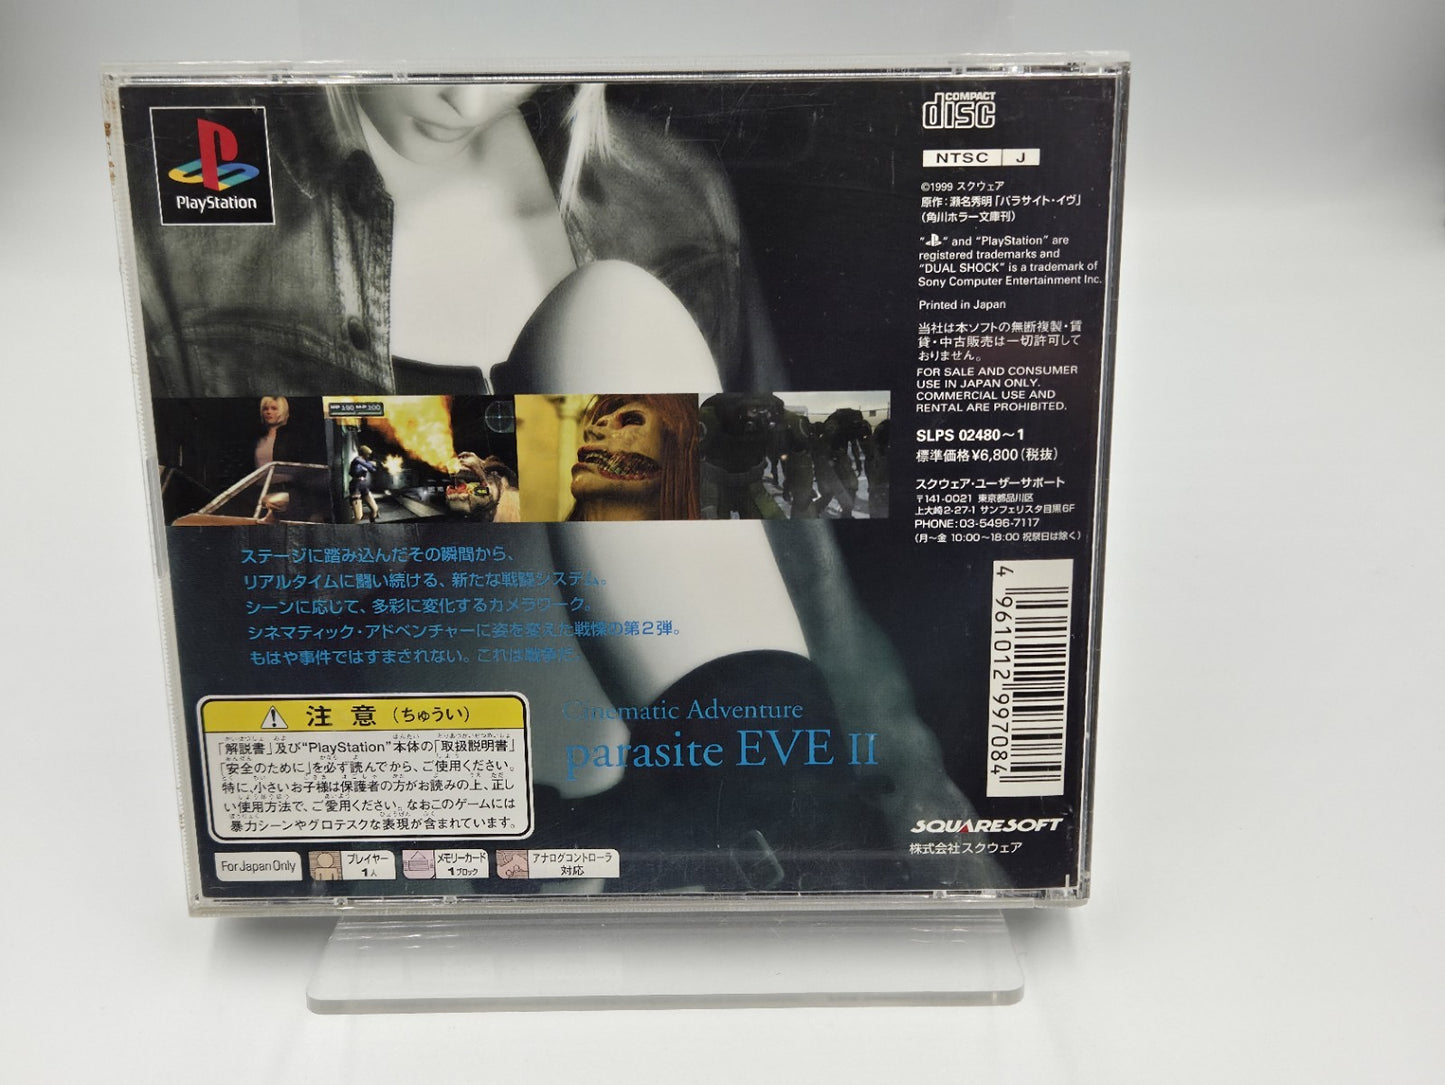 PlayStation
COMPACT
disc
NTSC J
©1999 スクウェア
原作：瀬名秀明「パラサイト・イヴ」
（角川ホラー文庫刊）
" " and "PlayStation" are
registered trademarks and
"DUAL SHOCK" is a trademark of
Sony Computer Entertainment Inc.
Printed in Japan
当社は本ソフトの無断複製・賃
貸・中古販売は一切許可して
おりません。
FOR SALE AND CONSUMER
USE IN JAPAN ONLY.
COMMERCIAL USE AND
RENTAL ARE PROHIBITED.
SLPS 02480～1
標準価格¥6,800（税抜）
スクウェア・ユーザーサポート
〒141-0021 東京都品川区
上大崎2-27-1 サンフェリスタ目黒6F
PHONE:03-5496-7117
（月～金 10:00～18:00 祝祭日は除く）
4 961012 997084
SQUARESOFT
株式会社スクウェア
ステージに踏み込んだその瞬間から、
リアルタイムに闘い続ける、新たな戦闘システム。
シーンに応じて、多彩に変化するカメラワーク。
シネマティック・アドベンチャーに姿を変えた戦慄の第2弾。
もはや事件ではすまされない。これは戦争だ。
Cinematic Adventure
parasite EVE II
注意（ちゅうい）
「解説書」及び"PlayStation"本体の「取扱説明書」
「安全のために」を必ず読んでから、ご使用ください。
特に、小さいお子様は保護者の方がお読みの上、正し
い使用方法で、ご愛用ください。なおこのゲームには
暴力シーンやグロテスクな表現が含まれています。
For Japan Only
プレイヤー
1人
メモリーカード
1ブロック
アナログコントローラ
対応